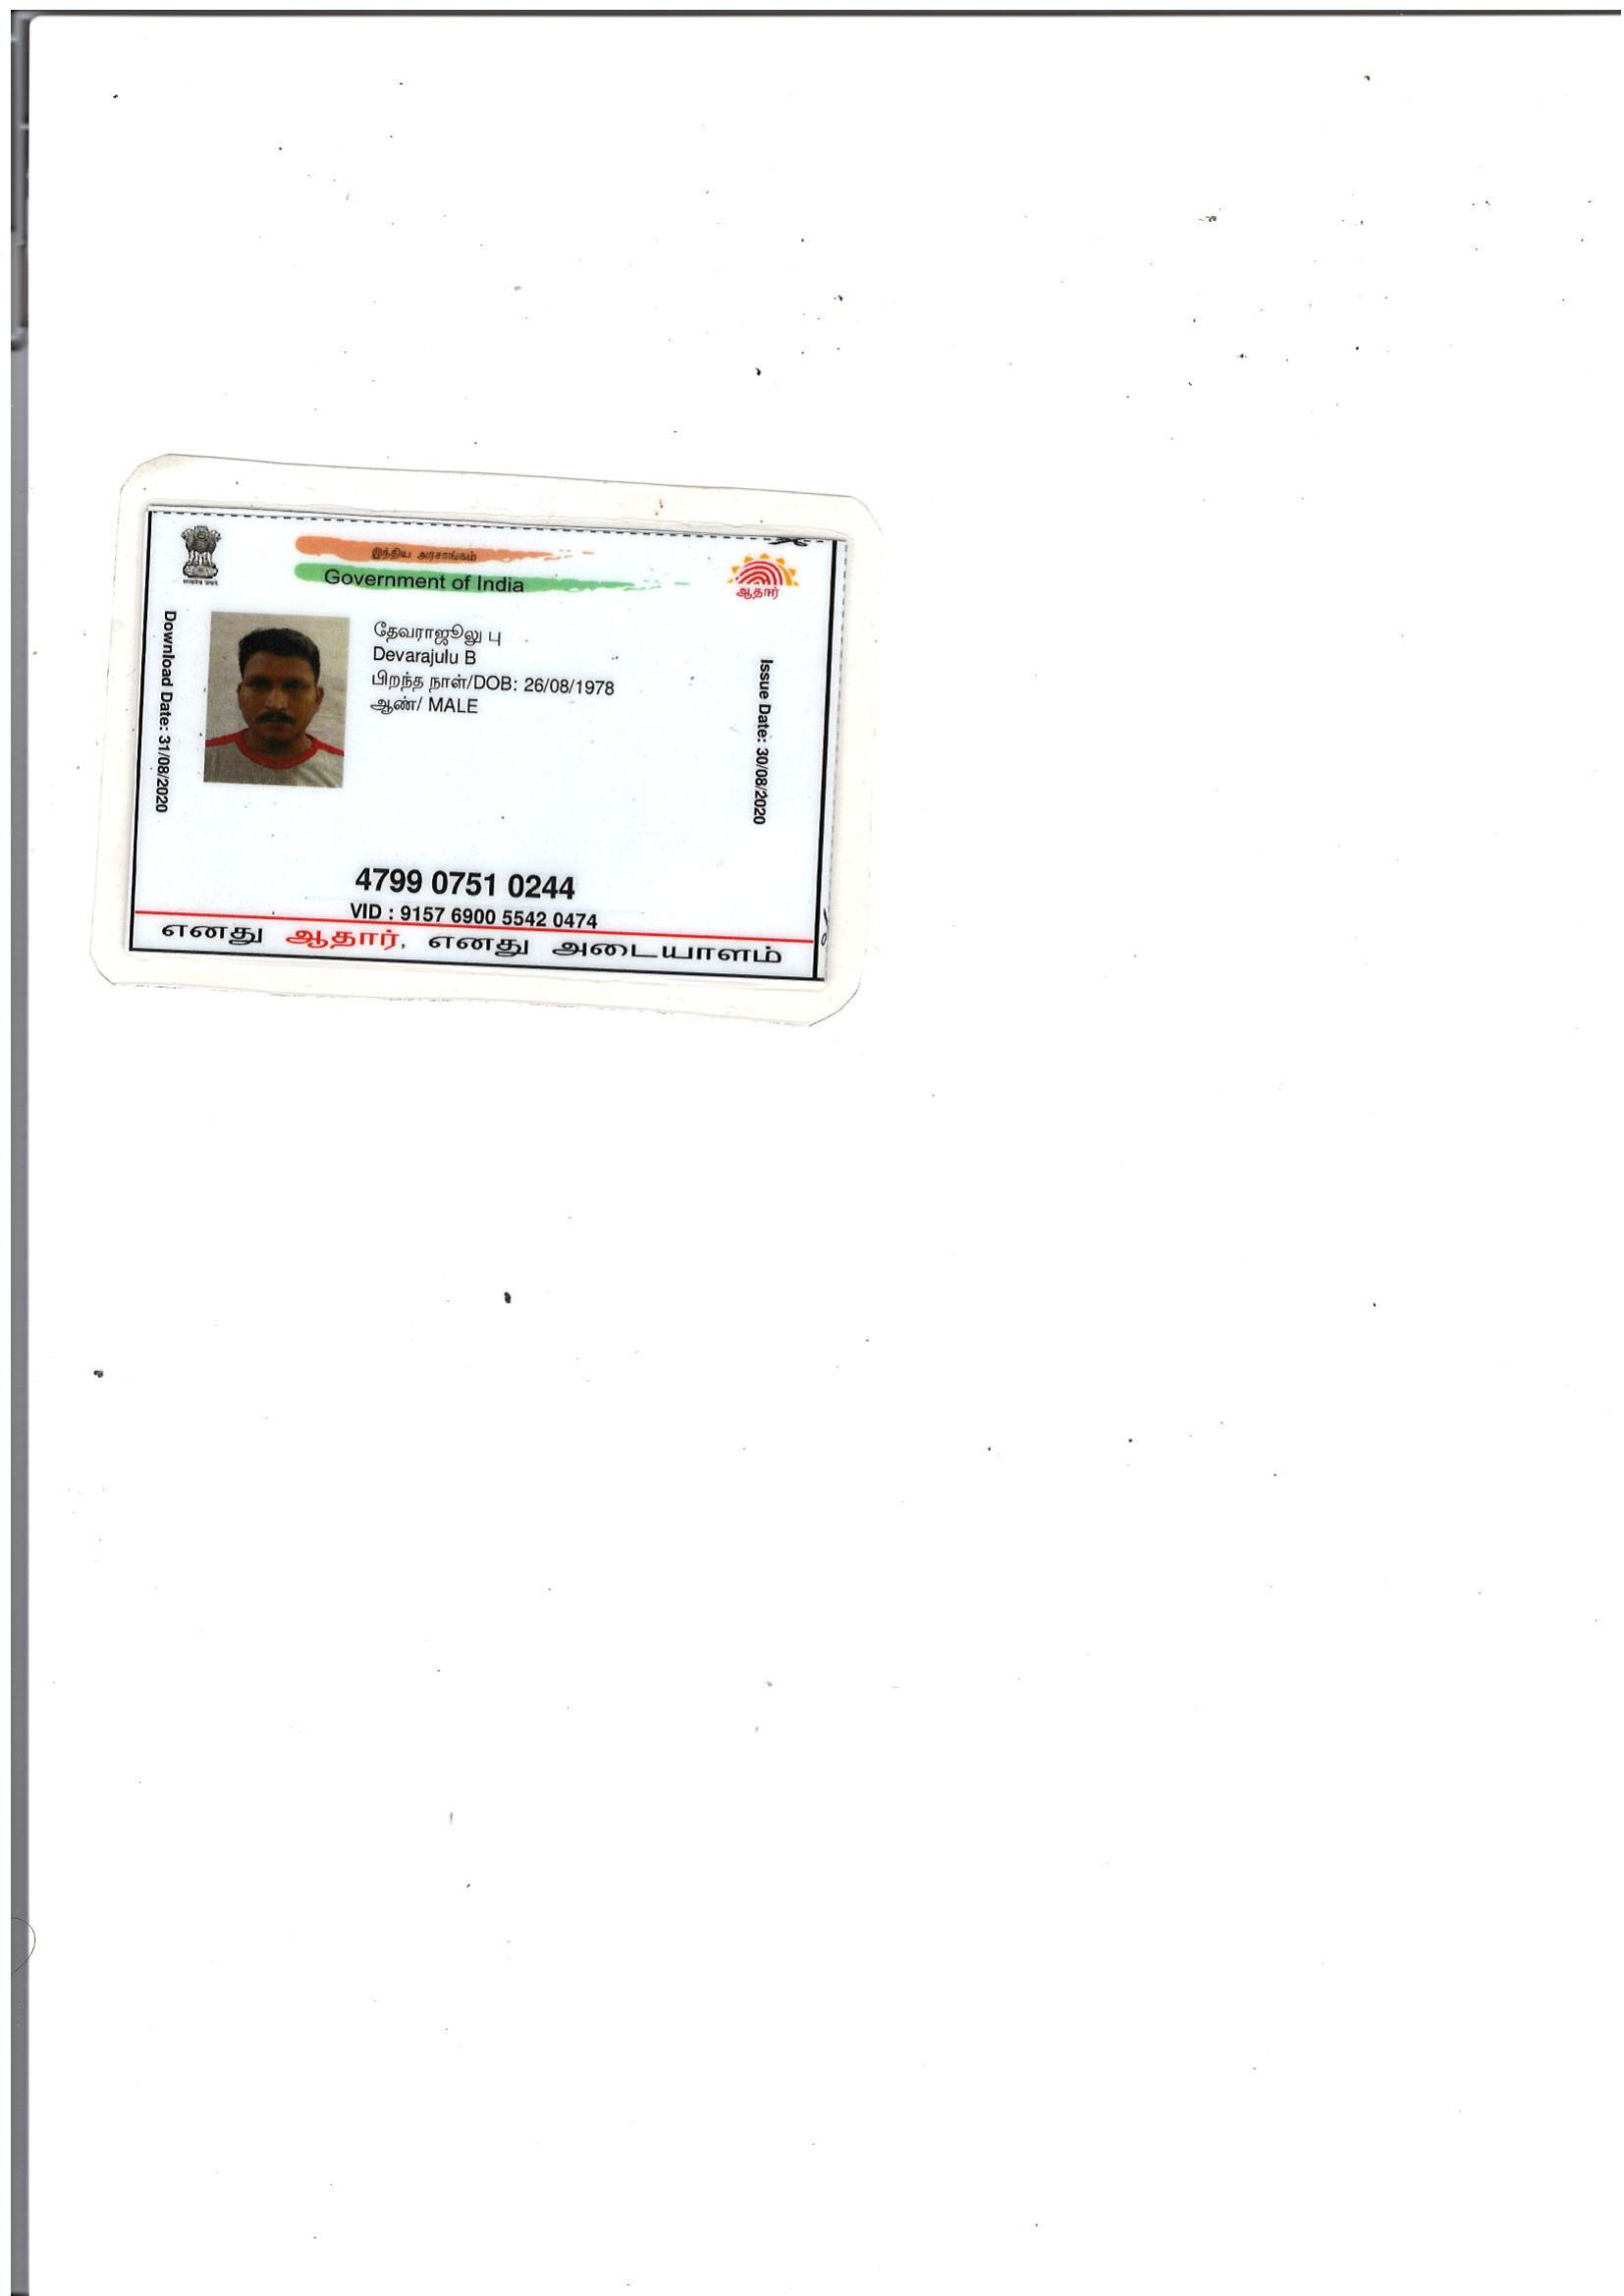 இந்திய அரசாங்கம்
Government of India
ஆதார்
Download Date: 31/08/2020
தேவராஜூலு பு
Devarajulu B
பிறந்த நாள்/DOB: 26/08/1978
ஆண்/ MALE
Issue Date: 30/08/2020
4799 0751 0244
VID : 9157 6900 5542 0474
எனது ஆதார், எனது அடையாளம்